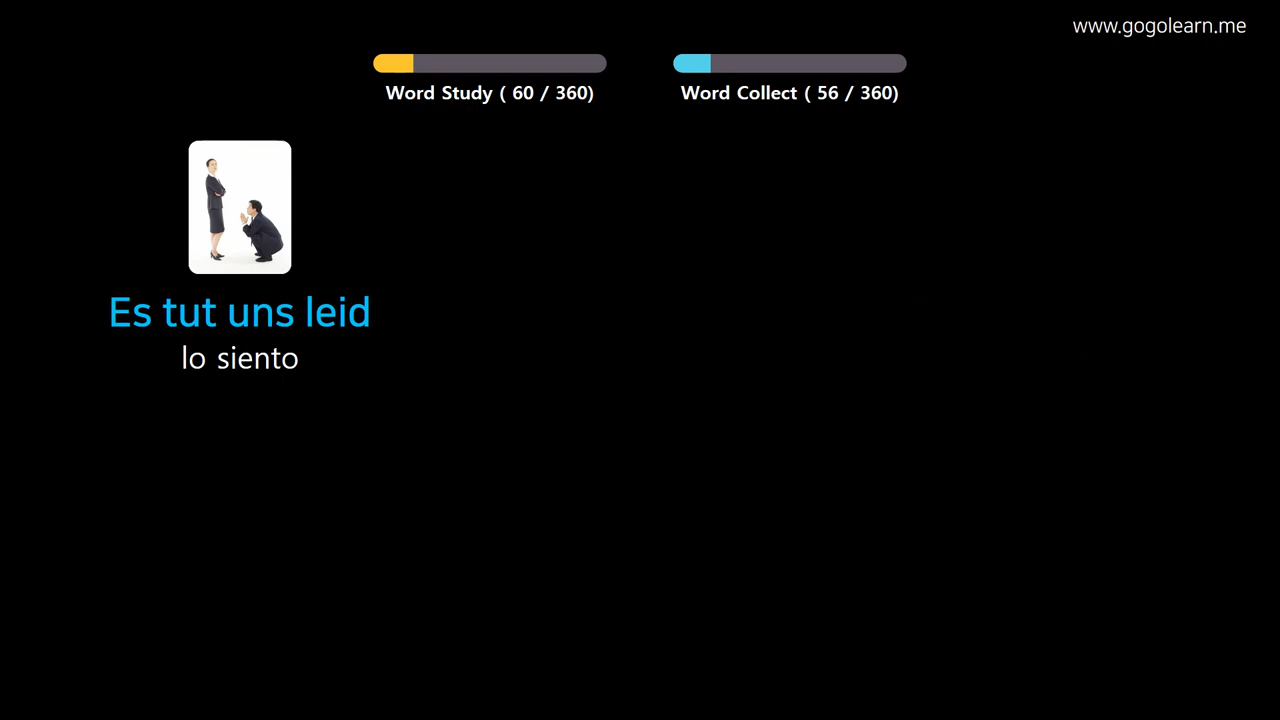 www.gogolearn.me
Word Study ( 60 / 360)
Word Collect ( 56 / 360)
Es tut uns leid
lo siento